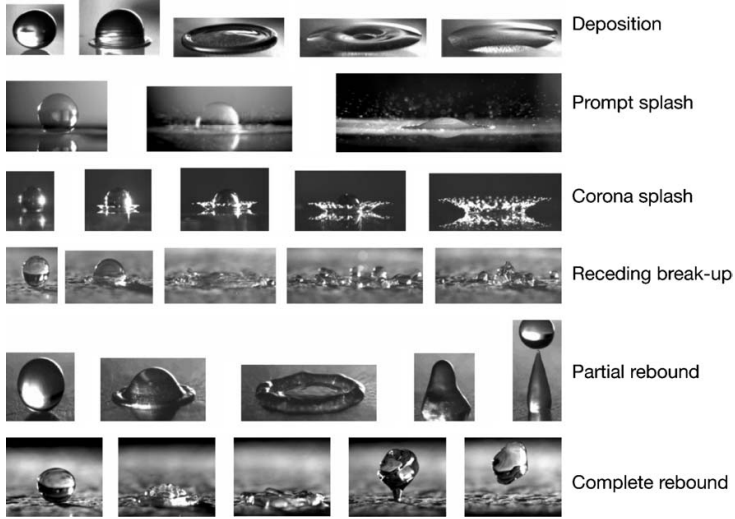 Deposition
Prompt splash
Corona splash
Receding break-up
Partial rebound
Complete rebound